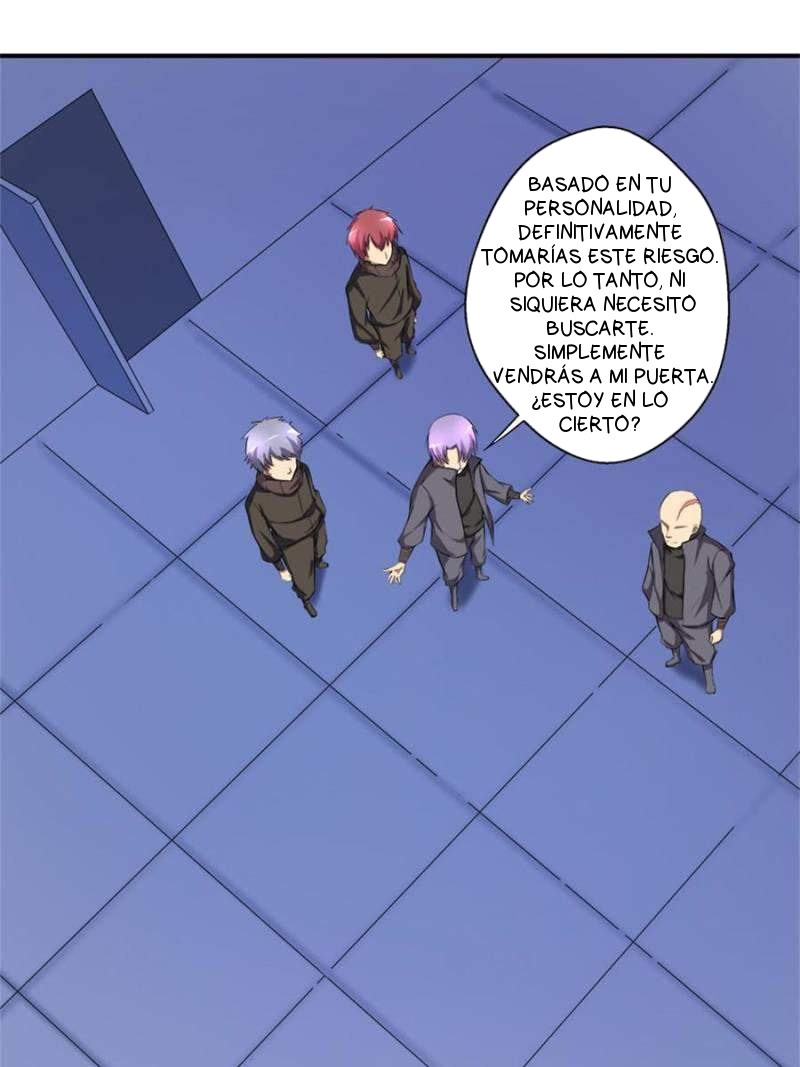 BASADO EN TU
PERSONALIDAD,
DEFINITIVAMENTE
TOMARÍAS ESTE RIESGO.
POR LO TANTO, NI
SIQUIERA NECESITO
BUSCARTE.
SIMPLEMENTE
VENDRÁS A MI PUERTA.
¿ESTOY EN LO
CIERTO?